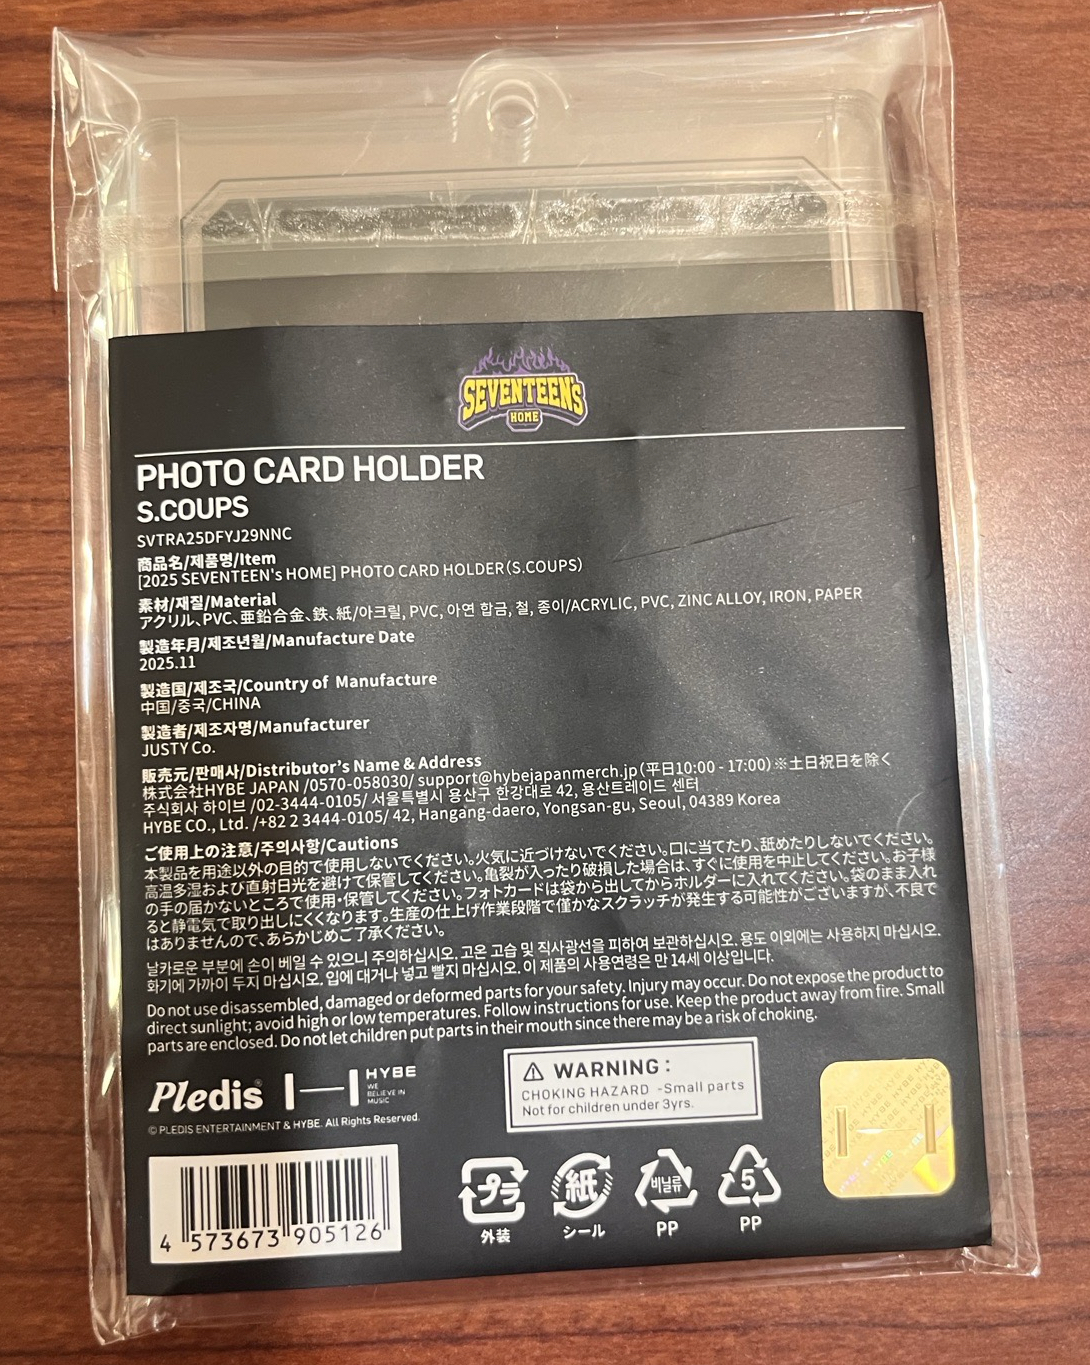 SEVENTEEN'S
HOME
PHOTO CARD HOLDER
S.COUPS
SVTRA25DFYJ29NNC
商品名/제품명/Item
[2025 SEVENTEEN's HOME] PHOTO CARD HOLDER(S.COUPS)
素材/재질/Material
アクリル、PVC、亜鉛合金、鉄、紙/아크릴, PVC, 아연 합금, 철, 종이/ACRYLIC, PVC, ZINC ALLOY, IRON, PAPER
製造年月/제조년월/Manufacture Date
2025.11
製造国/제조국/Country of Manufacture
中国/중국/CHINA
製造者/제조자명/Manufacturer
JUSTY Co.
販売元/판매사/Distributor's Name & Address
株式会社HYBE JAPAN /0570-058030/ support@hybejapanmerch.jp(平日10:00 - 17:00)※土日祝日を除く
주식회사 하이브 /02-3444-0105/ 서울특별시 용산구 한강대로 42, 용산트레이드 센터
HYBE CO., Ltd. /+82 2 3444-0105/ 42, Hangang-daero, Yongsan-gu, Seoul, 04389 Korea
ご使用上の注意/주의사항/Cautions
本製品を用途以外の目的で使用しないでください。火気に近づけないでください。口に当てたり、舐めたりしないでください。
高温多湿および直射日光を避けて保管してください。亀裂が入ったり破損した場合は、すぐに使用を中止してください。お子様
の手の届かないところで使用・保管してください。フォトカードは袋から出してからホルダーに入れてください。袋のまま入れ
ると静電気で取り出しにくくなります。生産の仕上げ作業段階で僅かなスクラッチが発生する可能性がございますが、不良で
はありませんので、あらかじめご了承ください。
날카로운 부분에 손이 베일 수 있으니 주의하십시오. 고온 고습 및 직사광선을 피하여 보관하십시오. 용도 이외에는 사용하지 마십시오.
화기에 가까이 두지 마십시오. 입에 대거나 넣고 빨지 마십시오. 이 제품의 사용연령은 만 14세 이상입니다.
Do not use disassembled, damaged or deformed parts for your safety. Injury may occur. Do not expose the product to
direct sunlight; avoid high or low temperatures. Follow instructions for use. Keep the product away from fire. Small
parts are enclosed. Do not let children put parts in their mouth since there may be a risk of choking.
Pledis
HYBE
WE
BELIEVE IN
MUSIC
© PLEDIS ENTERTAINMENT & HYBE. All Rights Reserved.
WARNING :
CHOKING HAZARD -Small parts
Not for children under 3yrs.
4 573673 905126
プラ
外装
紙
シール
비닐류
PP
5
PP